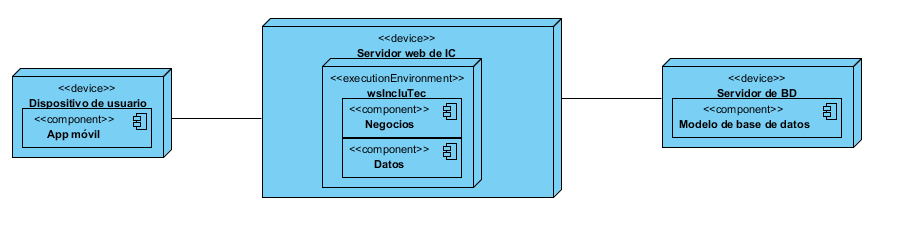 <<device>>
Dispositivo de usuario
<<component>>
App móvil
<<device>>
Servidor web de IC
<<executionEnvironment>>
wsIncluTec
<<component>>
Negocios
<<component>>
Datos
<<device>>
Servidor de BD
<<component>>
Modelo de base de datos